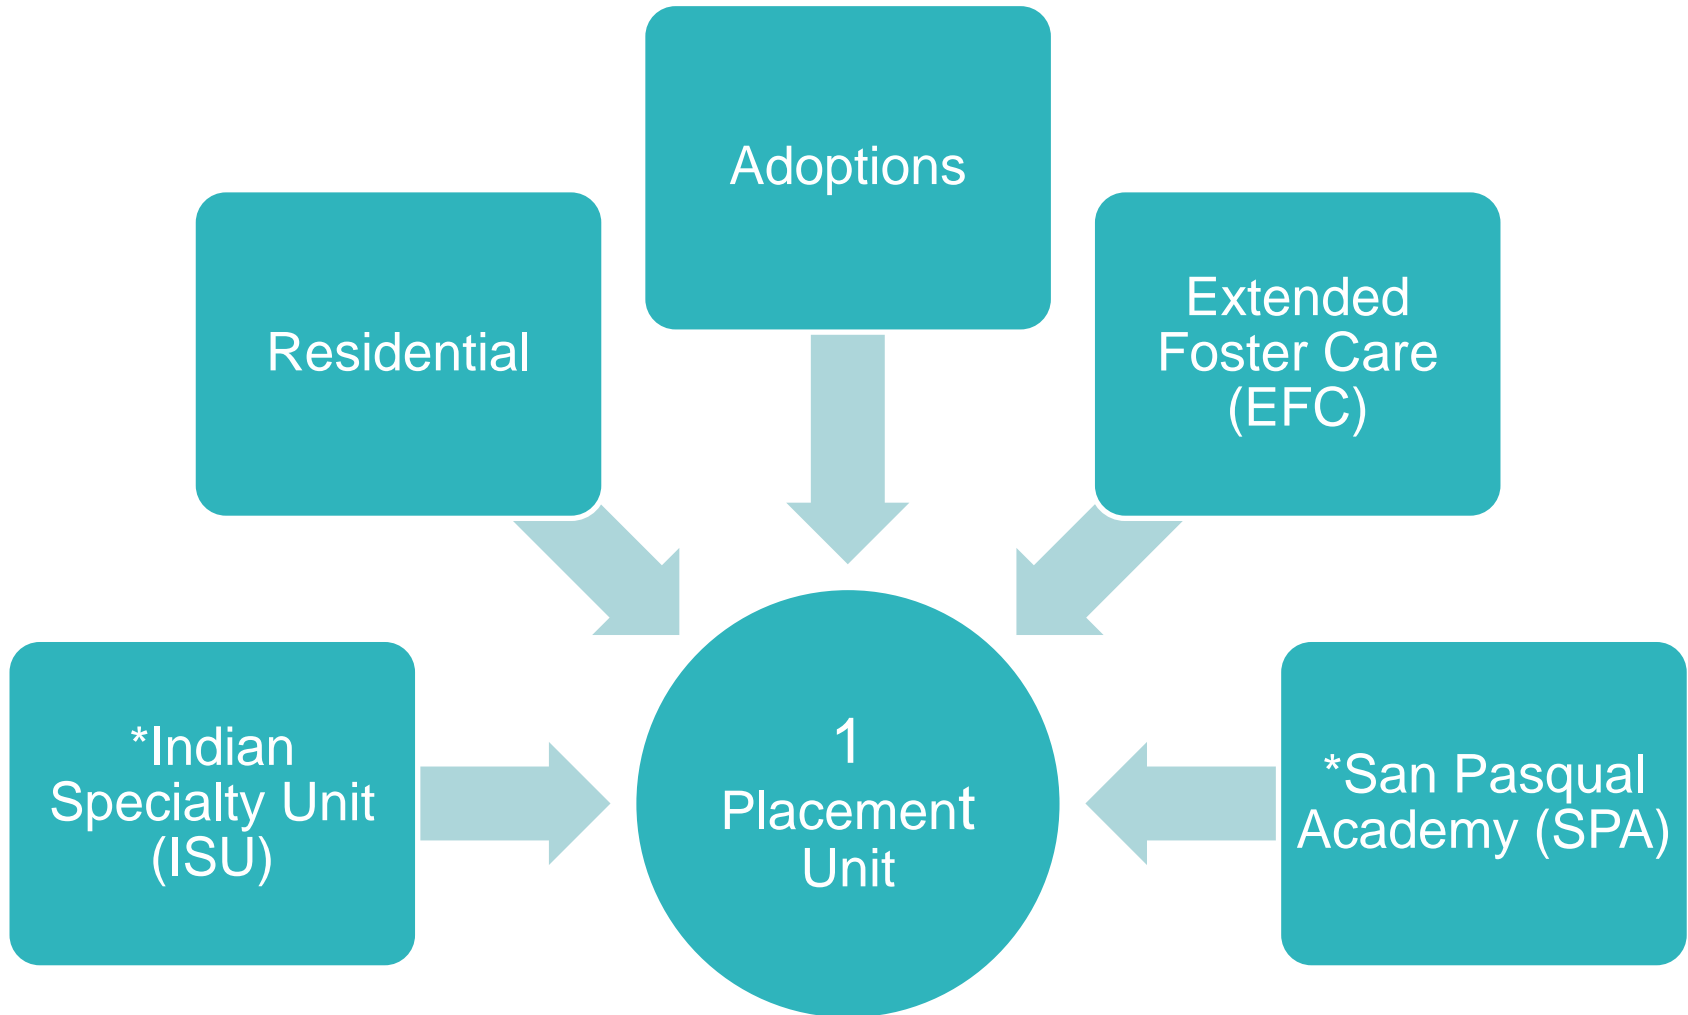 Adoptions
Residential
Extended
Foster Care
(EFC)
*Indian
Specialty Unit
(ISU)
1
Placement
Unit
*San Pasqual
Academy (SPA)